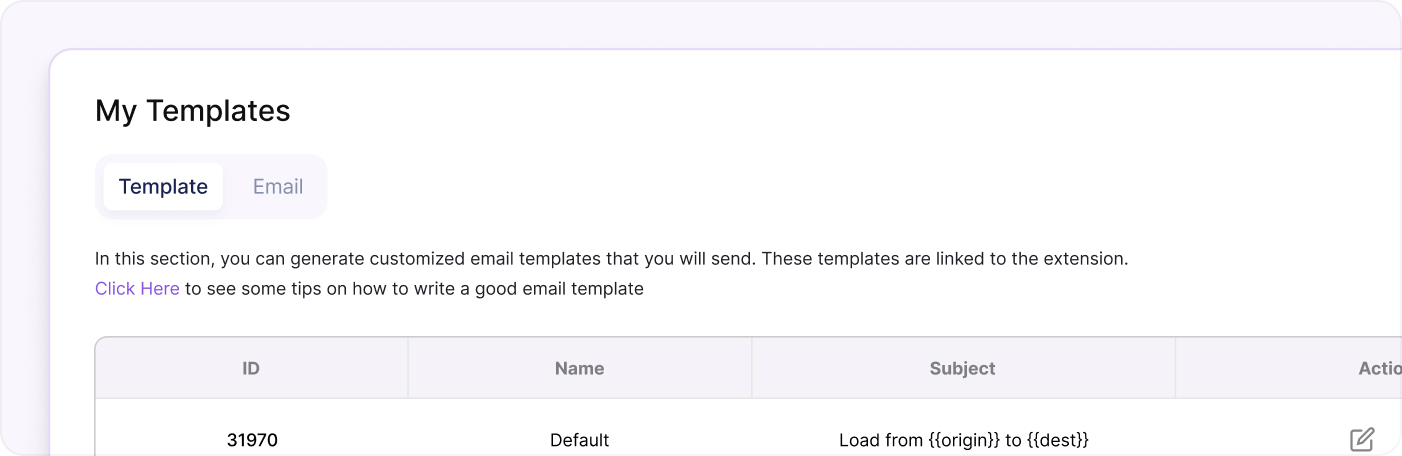 My Templates
Template Email
In this section, you can generate customized email templates that you will send. These templates are linked to the extension.
Click Here to see some tips on how to write a good email template
ID Name Subject Actio
31970 Default Load from {{origin}} to {{dest}}